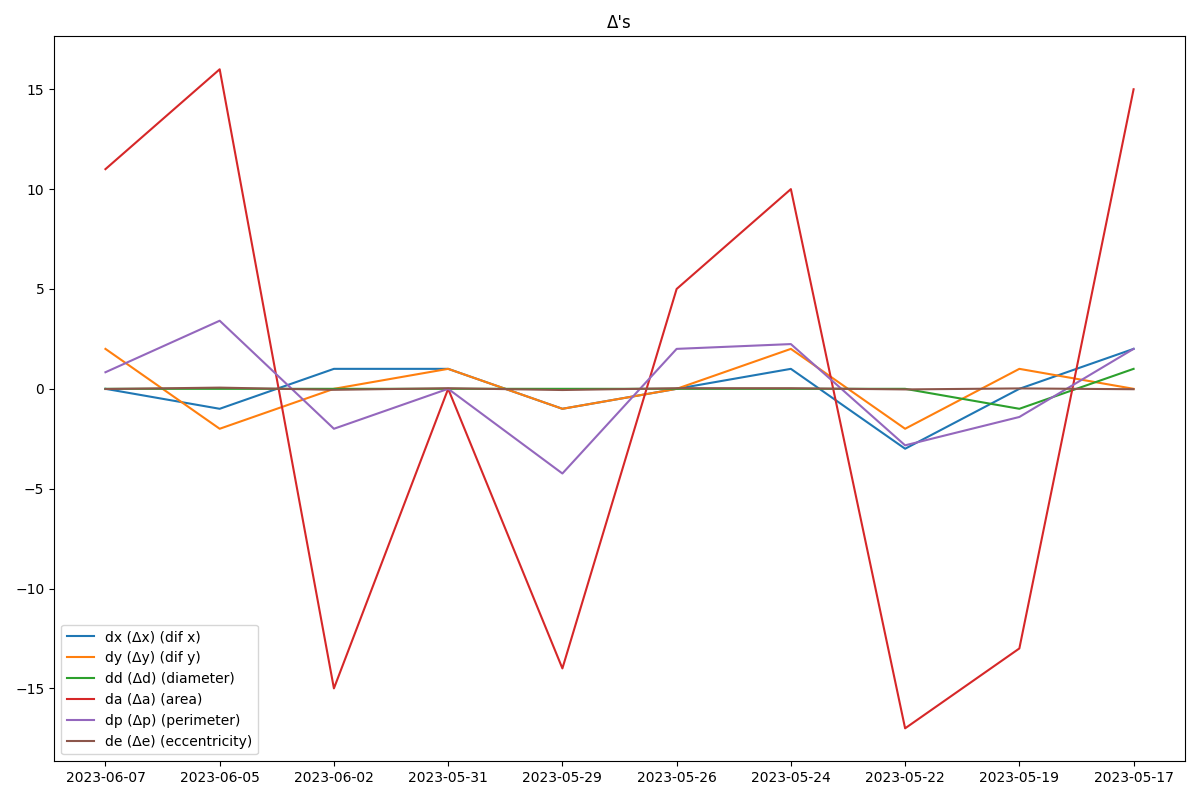 Δ's
15
10
5
0
−5
−10
−15
dx (Δx) (dif x)
dy (Δy) (dif y)
dd (Δd) (diameter)
da (Δa) (area)
dp (Δp) (perimeter)
de (Δe) (eccentricity)
2023-06-07 2023-06-05 2023-06-02 2023-05-31 2023-05-29 2023-05-26 2023-05-24 2023-05-22 2023-05-19 2023-05-17